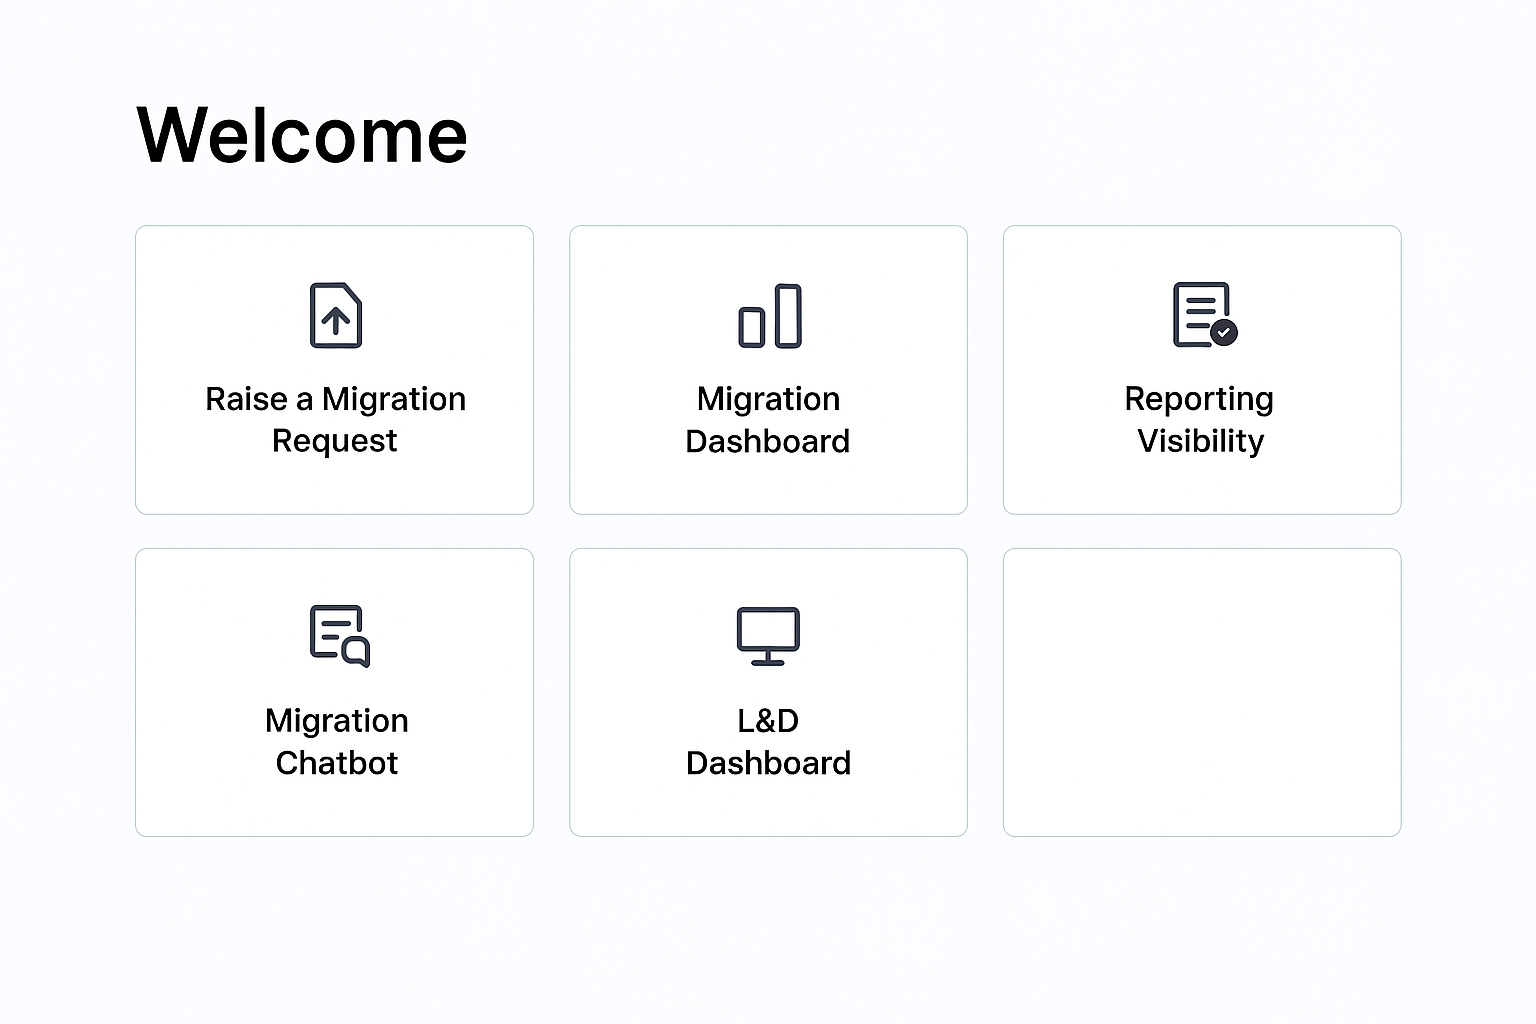 Welcome
Raise a Migration
Request
Migration
Dashboard
Reporting
Visibility
Migration
Chatbot
L&D
Dashboard